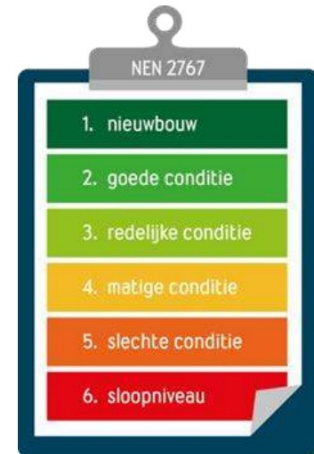 NEN 2767
1. nieuwbouw
2. goede conditie
3. redelijke conditie
4. matige conditie
5. slechte conditie
6. sloopniveau